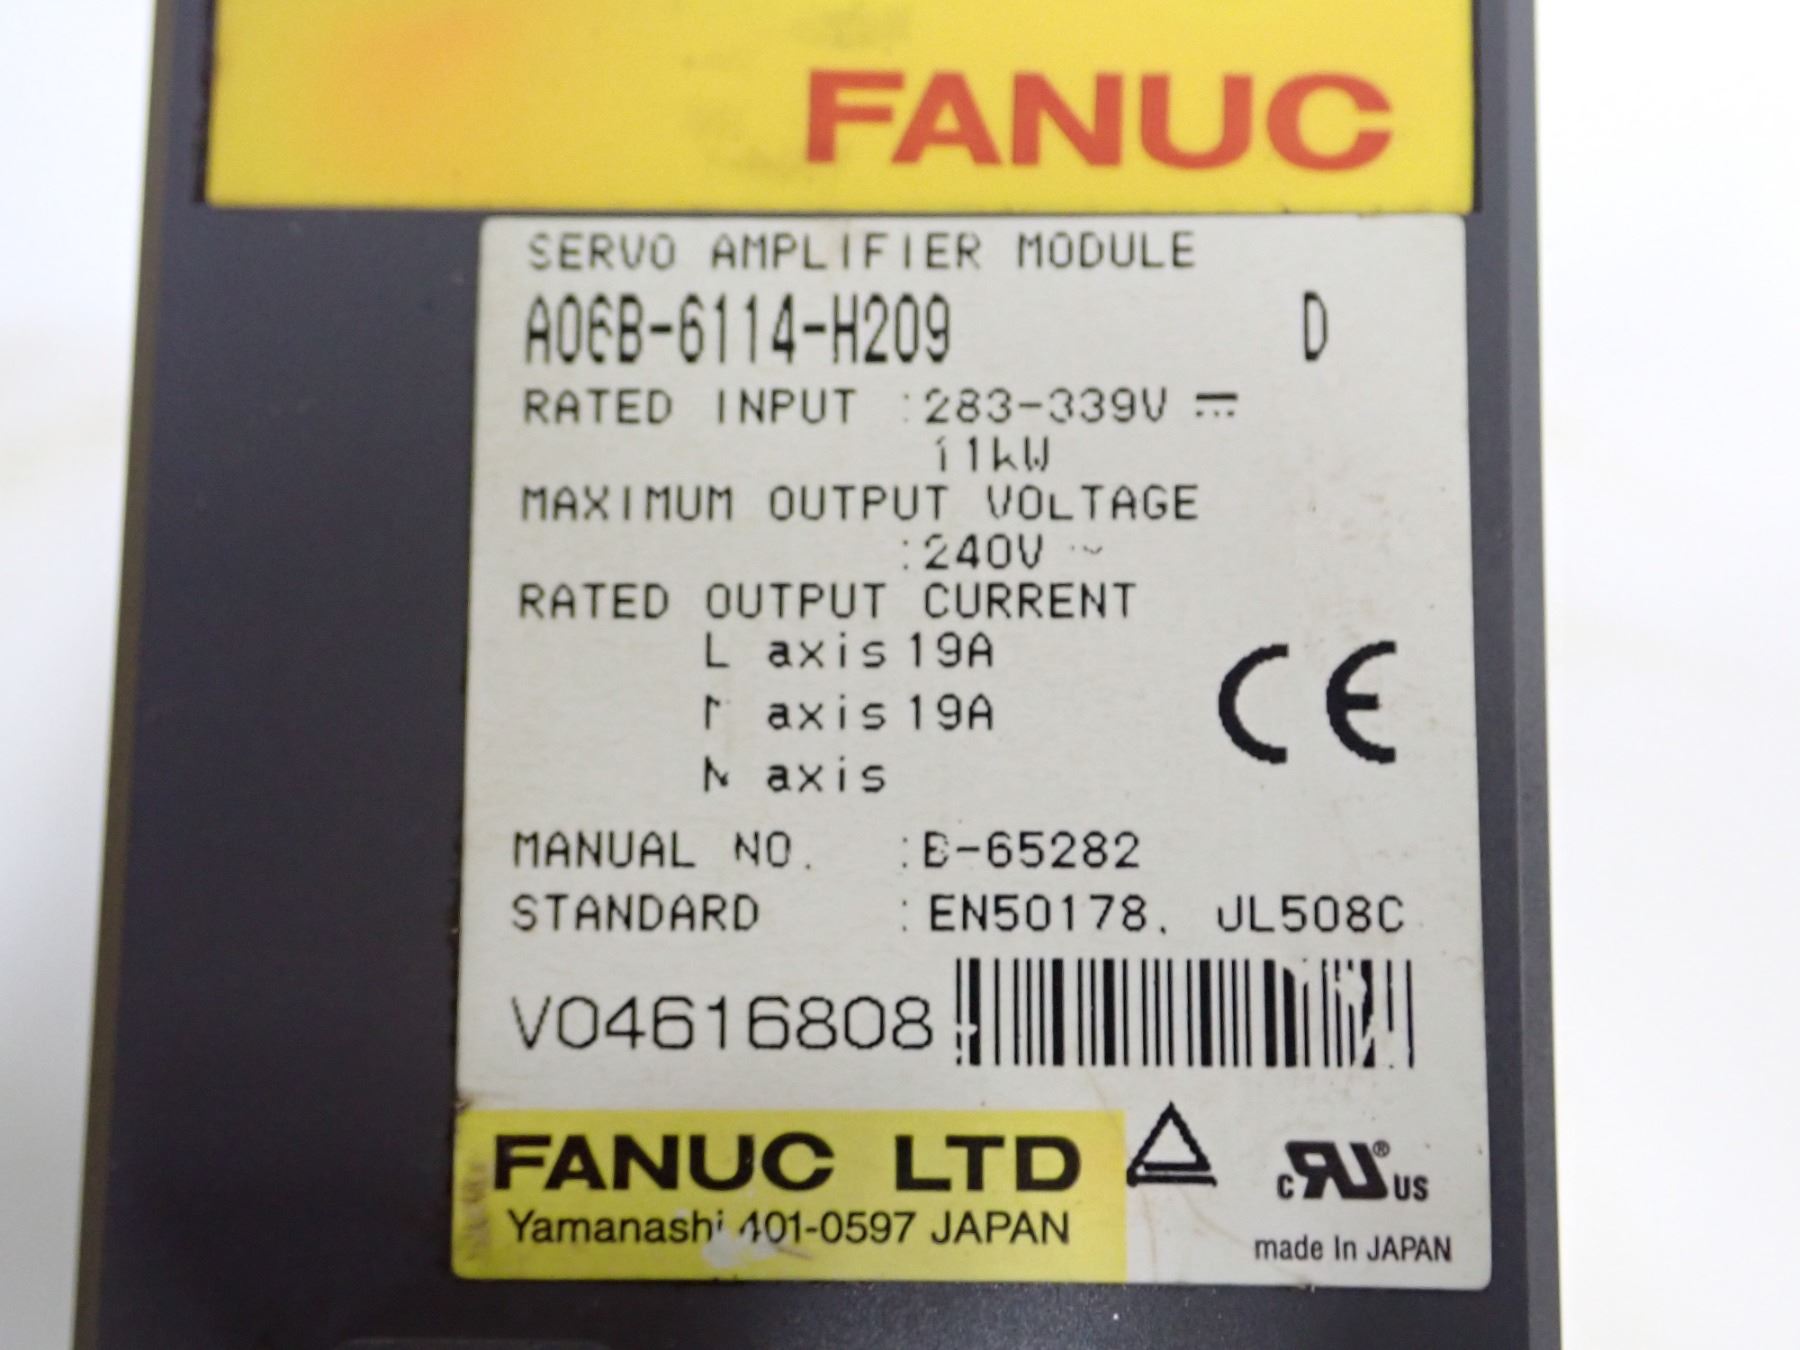 FANUC
SERVO AMPLIFIER MODULE
A06B-6114-H209 D
RATED INPUT :283-339V ⎓
11kW
MAXIMUM OUTPUT VOLTAGE
:240V ~
RATED OUTPUT CURRENT
L axis 19A
M axis 19A
N axis
MANUAL NO. :B-65282
STANDARD :EN50178, UL508C
V04616808
FANUC LTD
Yamanashi 401-0597 JAPAN
CE
c RU ® US
made In JAPAN